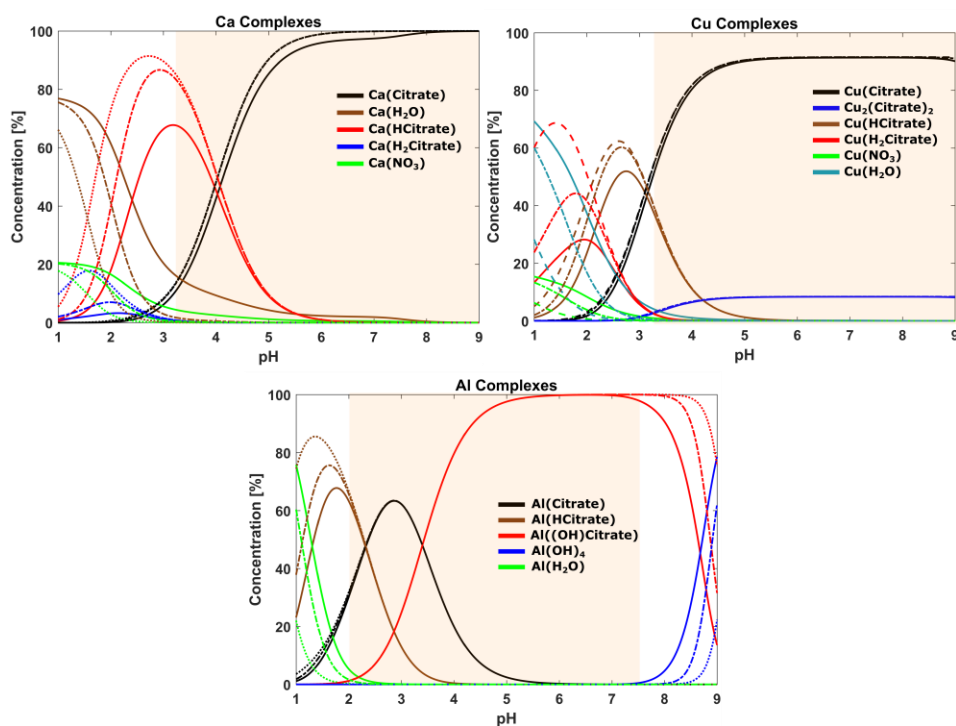 Ca Complexes
Concentration [%]
100
80
60
40
20
0
Ca(Citrate)
Ca(H₂O)
Ca(HCitrate)
Ca(H₂Citrate)
Ca(NO₃)
1 2 3 4 5 6 7 8 9
pH
Cu Complexes
Concentration [%]
100
80
60
40
20
0
Cu(Citrate)
Cu₂(Citrate)₂
Cu(HCitrate)
Cu(H₂Citrate)
Cu(NO₃)
Cu(H₂O)
1 2 3 4 5 6 7 8 9
pH
Al Complexes
Concentration [%]
100
80
60
40
20
0
Al(Citrate)
Al(HCitrate)
Al((OH)Citrate)
Al(OH)₄
Al(H₂O)
1 2 3 4 5 6 7 8 9
pH